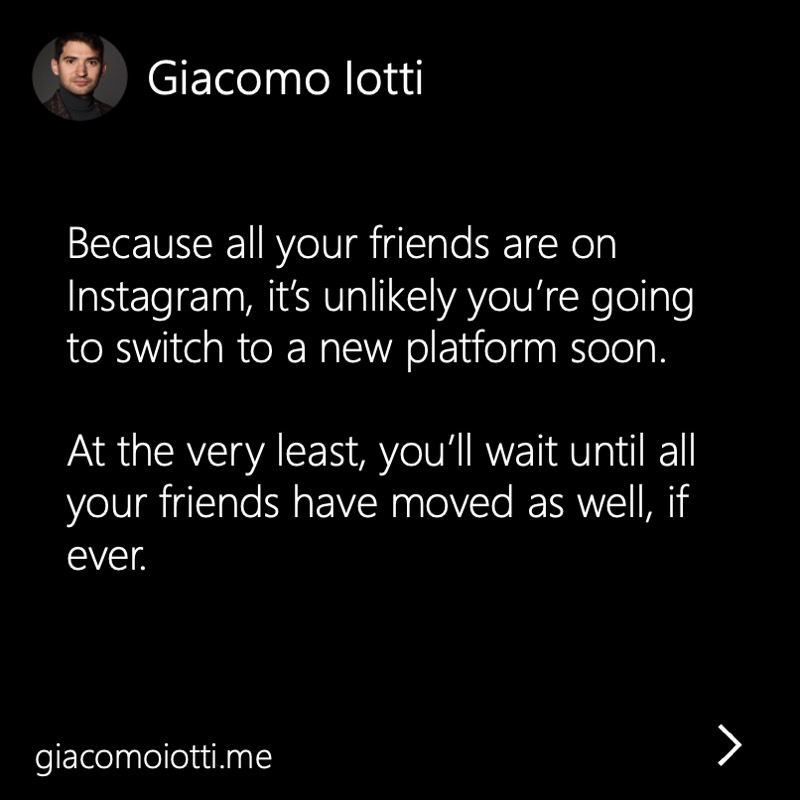 Giacomo Iotti
Because all your friends are on
Instagram, it’s unlikely you’re going
to switch to a new platform soon.
At the very least, you’ll wait until all
your friends have moved as well, if
ever.
giacomoiotti.me